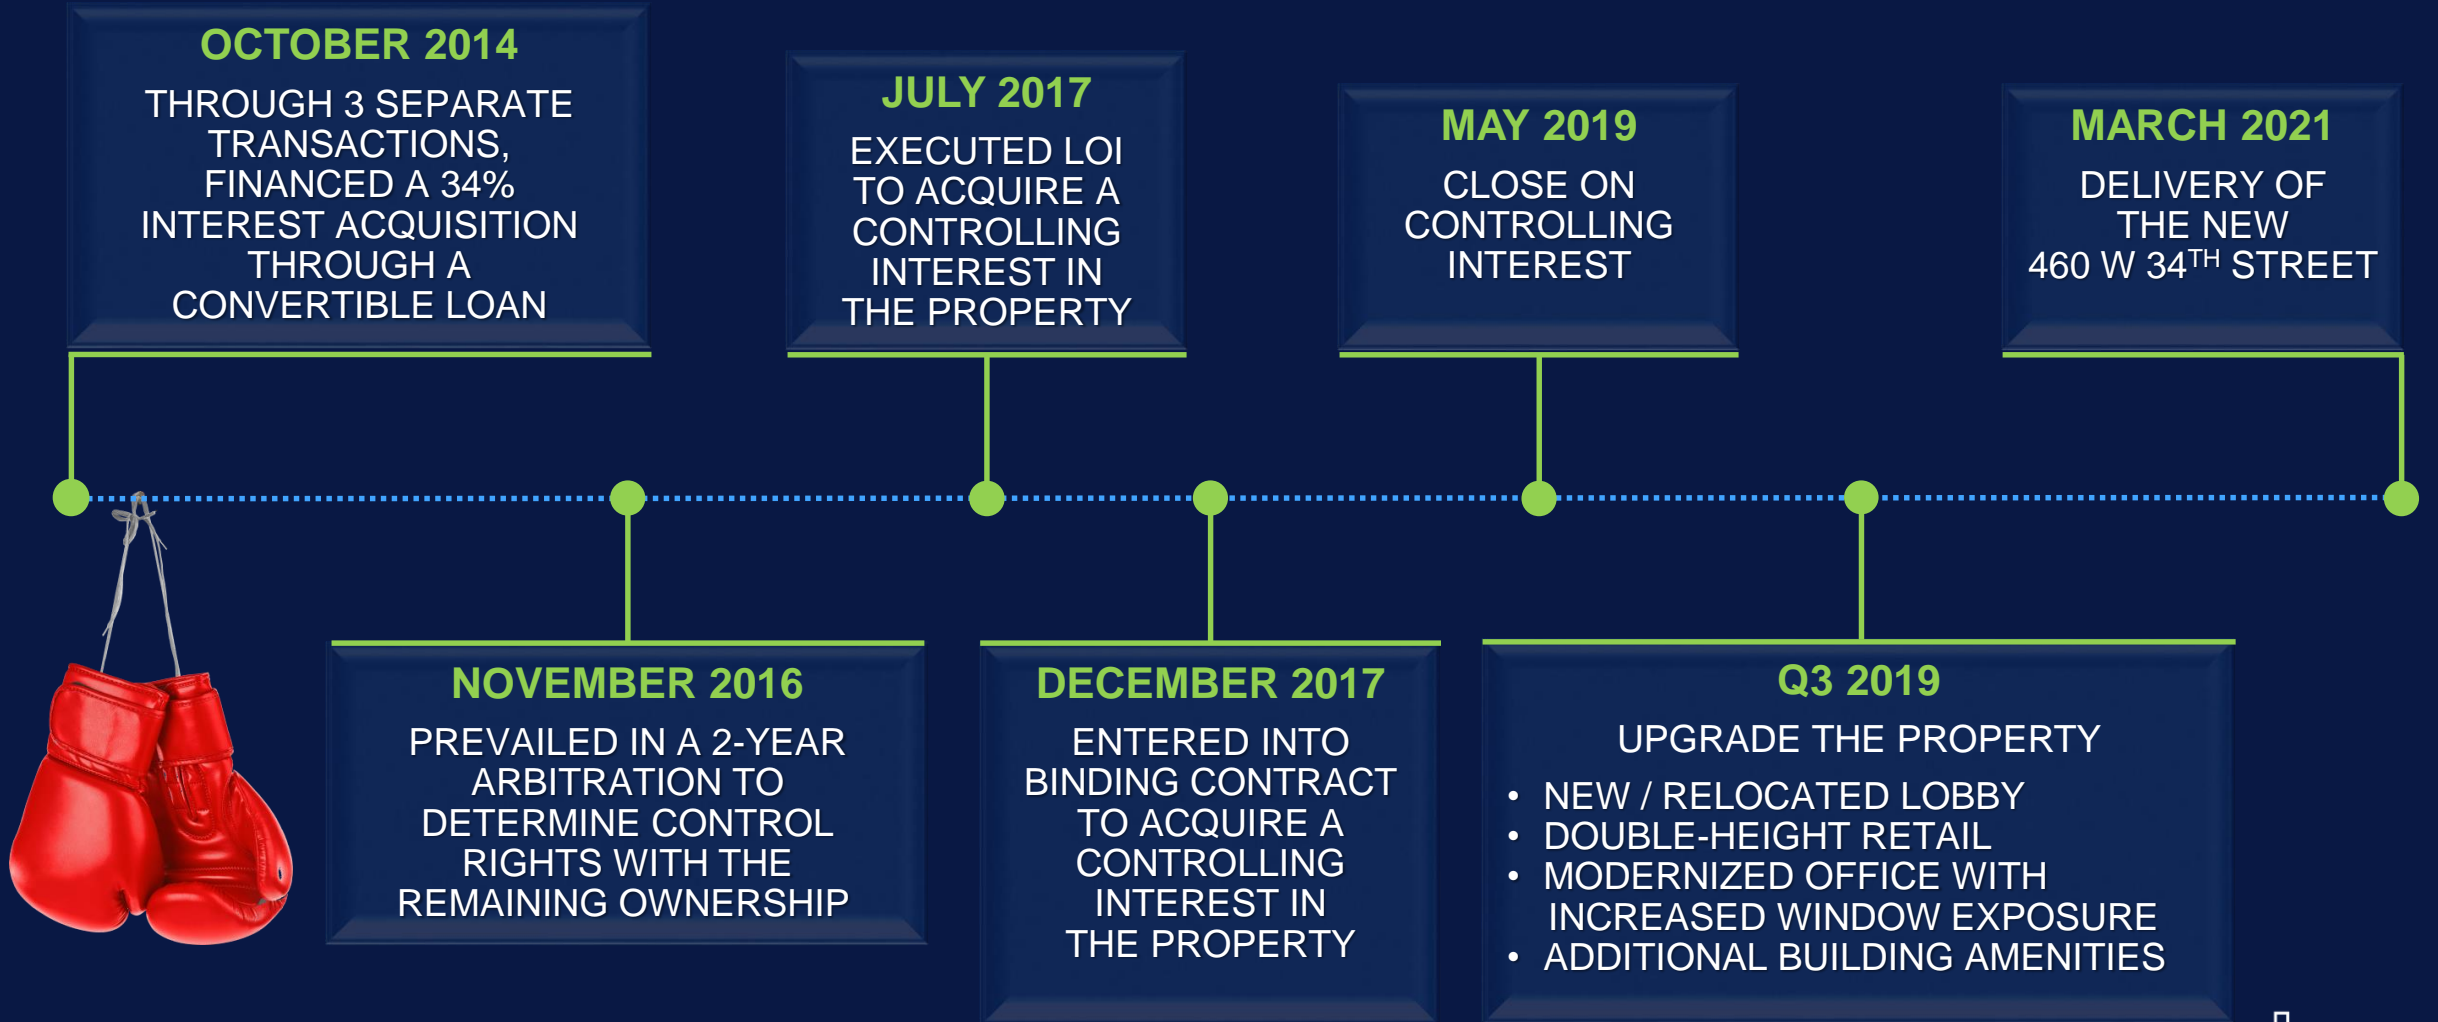 OCTOBER 2014
THROUGH 3 SEPARATE
TRANSACTIONS,
FINANCED A 34%
INTEREST ACQUISITION
THROUGH A
CONVERTIBLE LOAN
JULY 2017
EXECUTED LOI
TO ACQUIRE A
CONTROLLING
INTEREST IN
THE PROPERTY
MAY 2019
CLOSE ON
CONTROLLING
INTEREST
MARCH 2021
DELIVERY OF
THE NEW
460 W 34TH STREET
NOVEMBER 2016
PREVAILED IN A 2-YEAR
ARBITRATION TO
DETERMINE CONTROL
RIGHTS WITH THE
REMAINING OWNERSHIP
DECEMBER 2017
ENTERED INTO
BINDING CONTRACT
TO ACQUIRE A
CONTROLLING
INTEREST IN
THE PROPERTY
Q3 2019
UPGRADE THE PROPERTY
• NEW / RELOCATED LOBBY
• DOUBLE-HEIGHT RETAIL
• MODERNIZED OFFICE WITH
INCREASED WINDOW EXPOSURE
• ADDITIONAL BUILDING AMENITIES